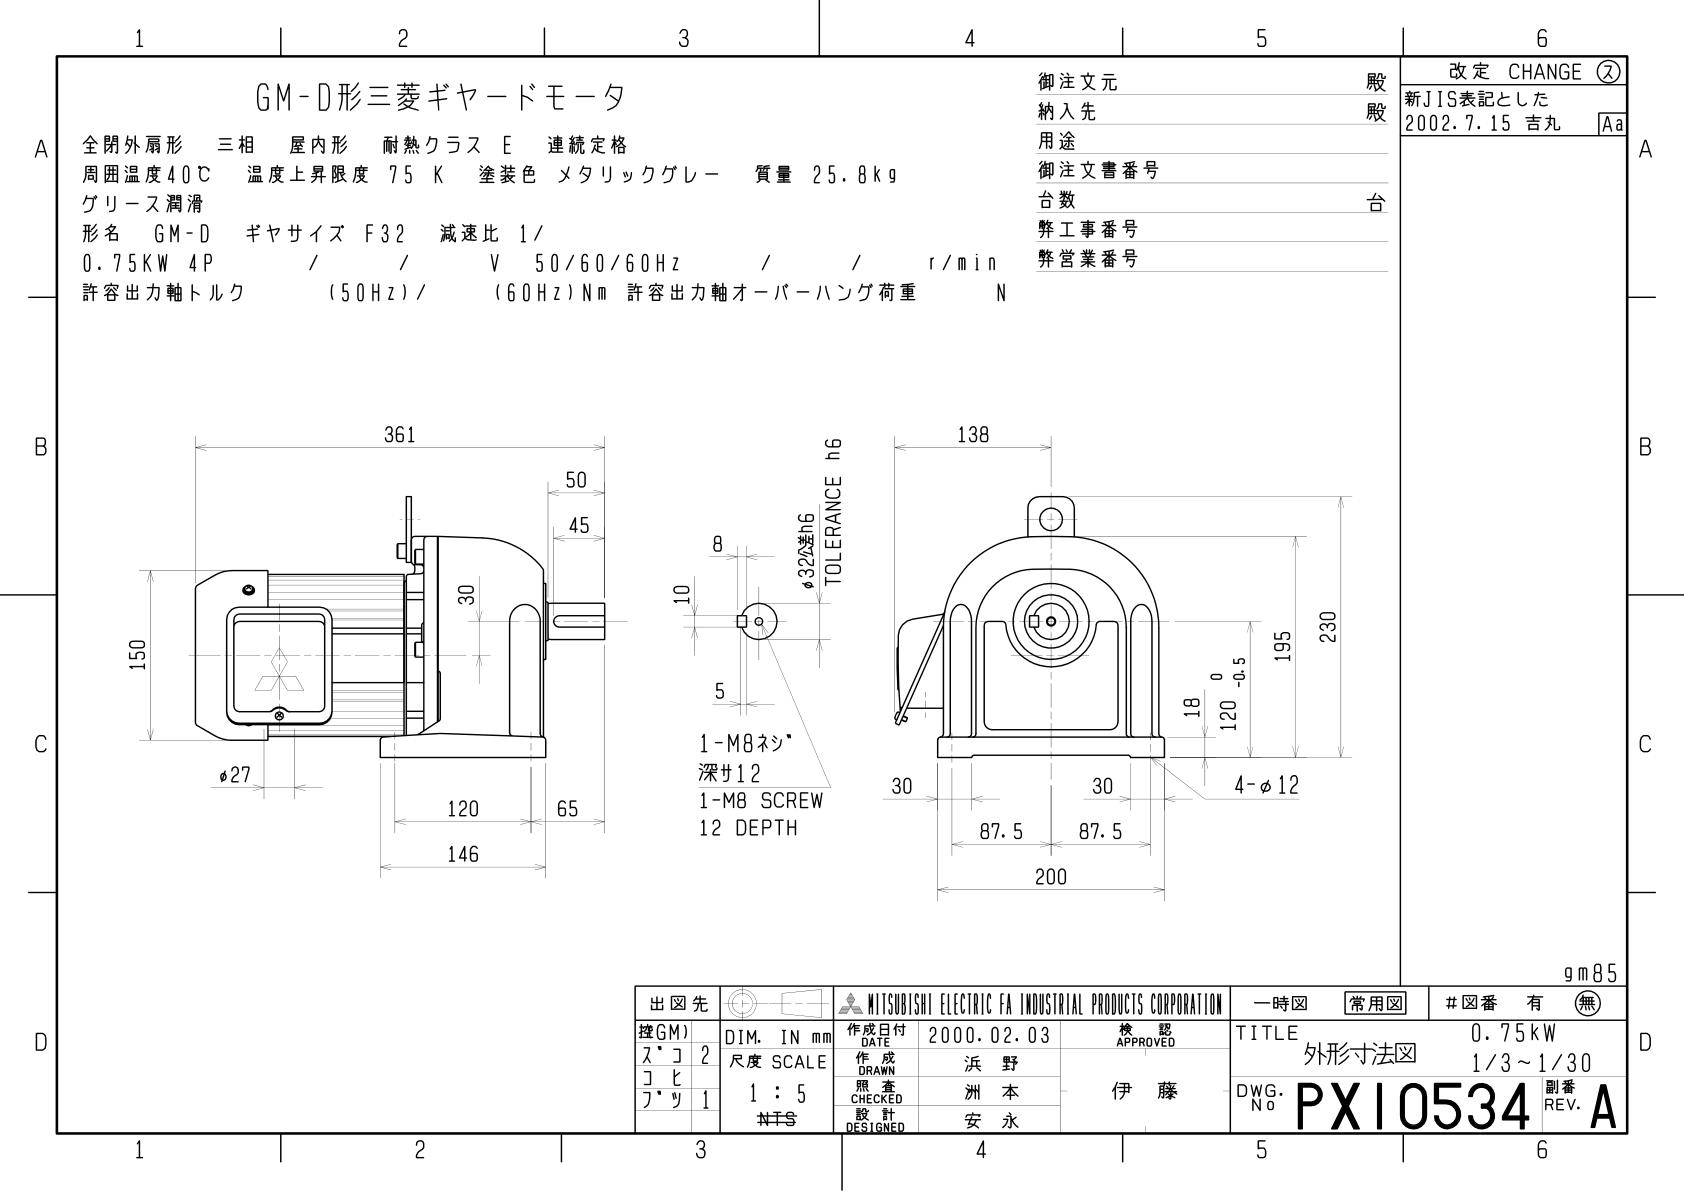 1 2 3 4 5 6
A
B
C
D
GM-D形三菱ギヤードモータ
全閉外扇形 三相 屋内形 耐熱クラス E 連続定格
周囲温度40℃ 温度上昇限度 75 K 塗装色 メタリックグレー 質量 25.8kg
グリース潤滑
形名 GM-D ギヤサイズ F32 減速比 1/
0.75KW 4P / / V 50/60/60Hz / / r/min
許容出力軸トルク (50Hz)/ (60Hz)Nm 許容出力軸オーバーハング荷重 N
御注文元 殿
納入先 殿
用途
御注文書番号
台数 台
弊工事番号
弊営業番号
改定 CHANGE ス
新JIS表記とした
2002.7.15 吉丸 Aa
A
B
C
D
361
50
45
30
150
φ27
120 65
146
8
10
5
φ32公差h6
TOLERANCE h6
1-M8ネジ
深サ12
1-M8 SCREW
12 DEPTH
138
230
195
120 0 -0.5
18
30 30
4-φ12
87.5 87.5
200
gm85
出図先
控GM)
ズコ 2
コヒ
ブツ 1
DIM. IN mm
尺度 SCALE
1 : 5
NTS
MITSUBISHI ELECTRIC FA INDUSTRIAL PRODUCTS CORPORATION
作成日付 DATE 2000.02.03
作成 DRAWN 浜野
照査 CHECKED 洲本
設計 DESIGNED 安永
検認 APPROVED
伊藤
一時図 常用図 #図番 有 無
TITLE 0.75kW
外形寸法図 1/3~1/30
DWG. No PX10534 副番 REV. A
1 2 3 4 5 6